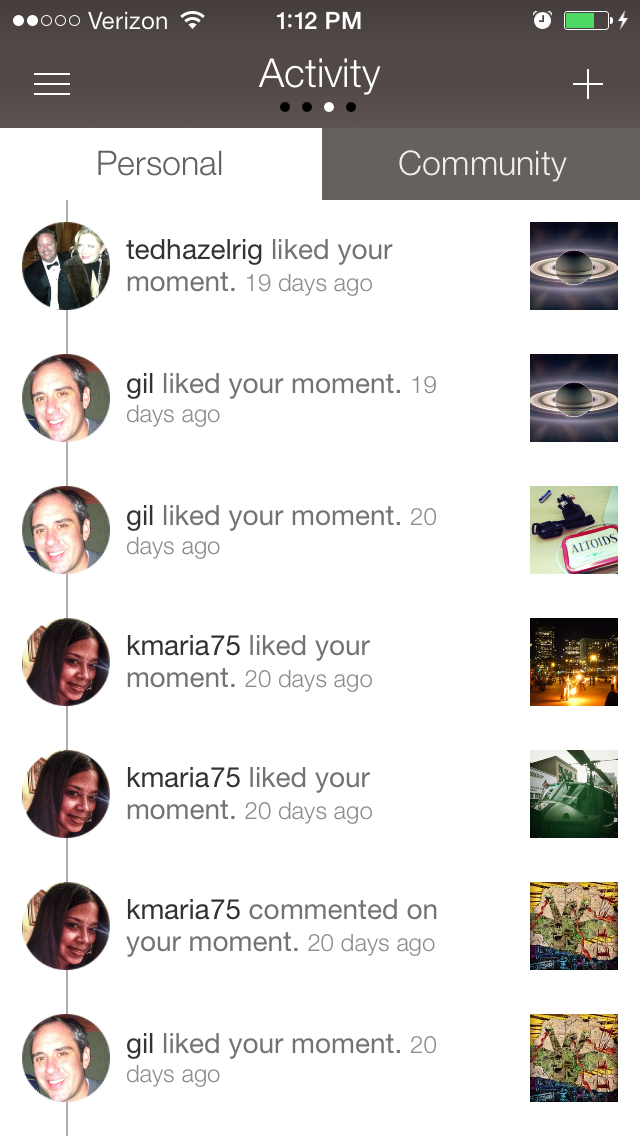 Verizon 1:12 PM
Activity
Personal Community
tedhazelrig liked your
moment. 19 days ago
gil liked your moment. 19
days ago
gil liked your moment. 20
days ago
ALTOIDS
kmaria75 liked your
moment. 20 days ago
kmaria75 liked your
moment. 20 days ago
kmaria75 commented on
your moment. 20 days ago
gil liked your moment. 20
days ago